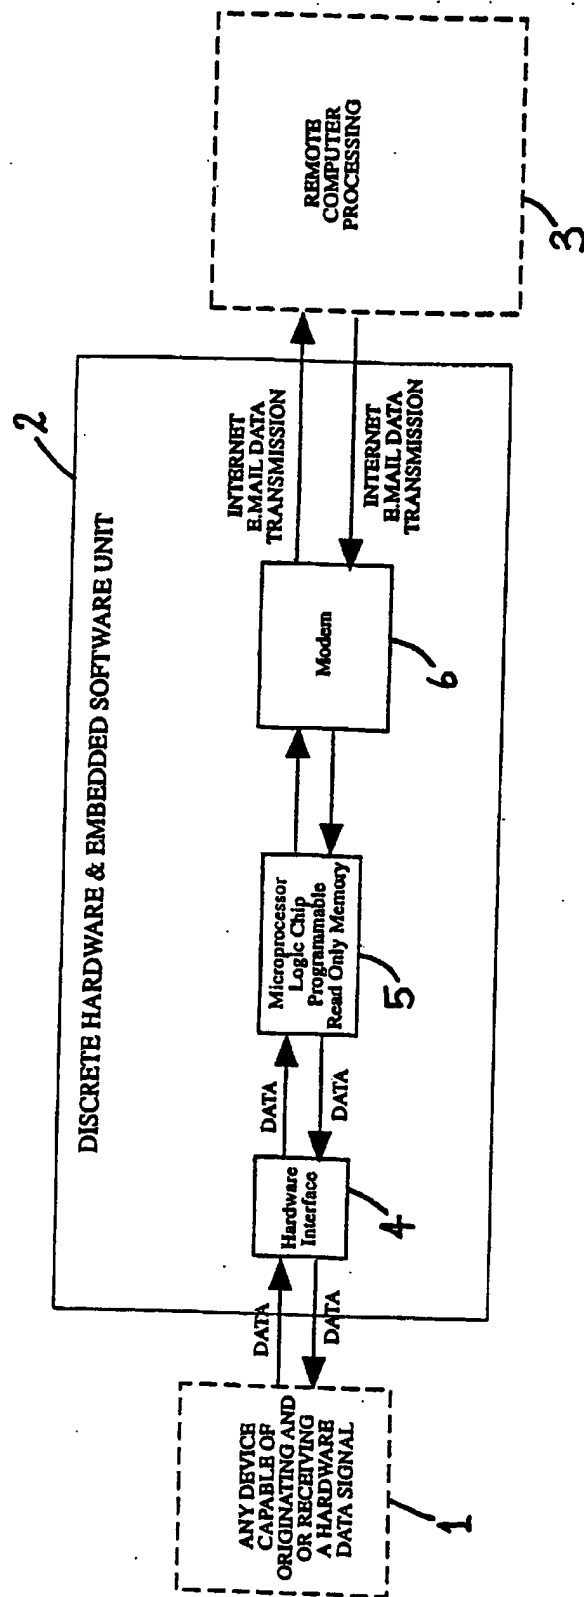 DISCRETE HARDWARE & EMBEDDED SOFTWARE UNIT
2
ANY DEVICE
CAPABLE OF
ORIGINATING AND
OR RECEIVING
A HARDWARE
DATA SIGNAL
1
DATA
DATA
Hardware
Interface
4
DATA
DATA
Microprocessor
Logic Chip
Programmable
Read Only Memory
5
Modem
6
INTERNET
E.MAIL DATA
TRANSMISSION
INTERNET
E.MAIL DATA
TRANSMISSION
REMOTE
COMPUTER
PROCESSING
3